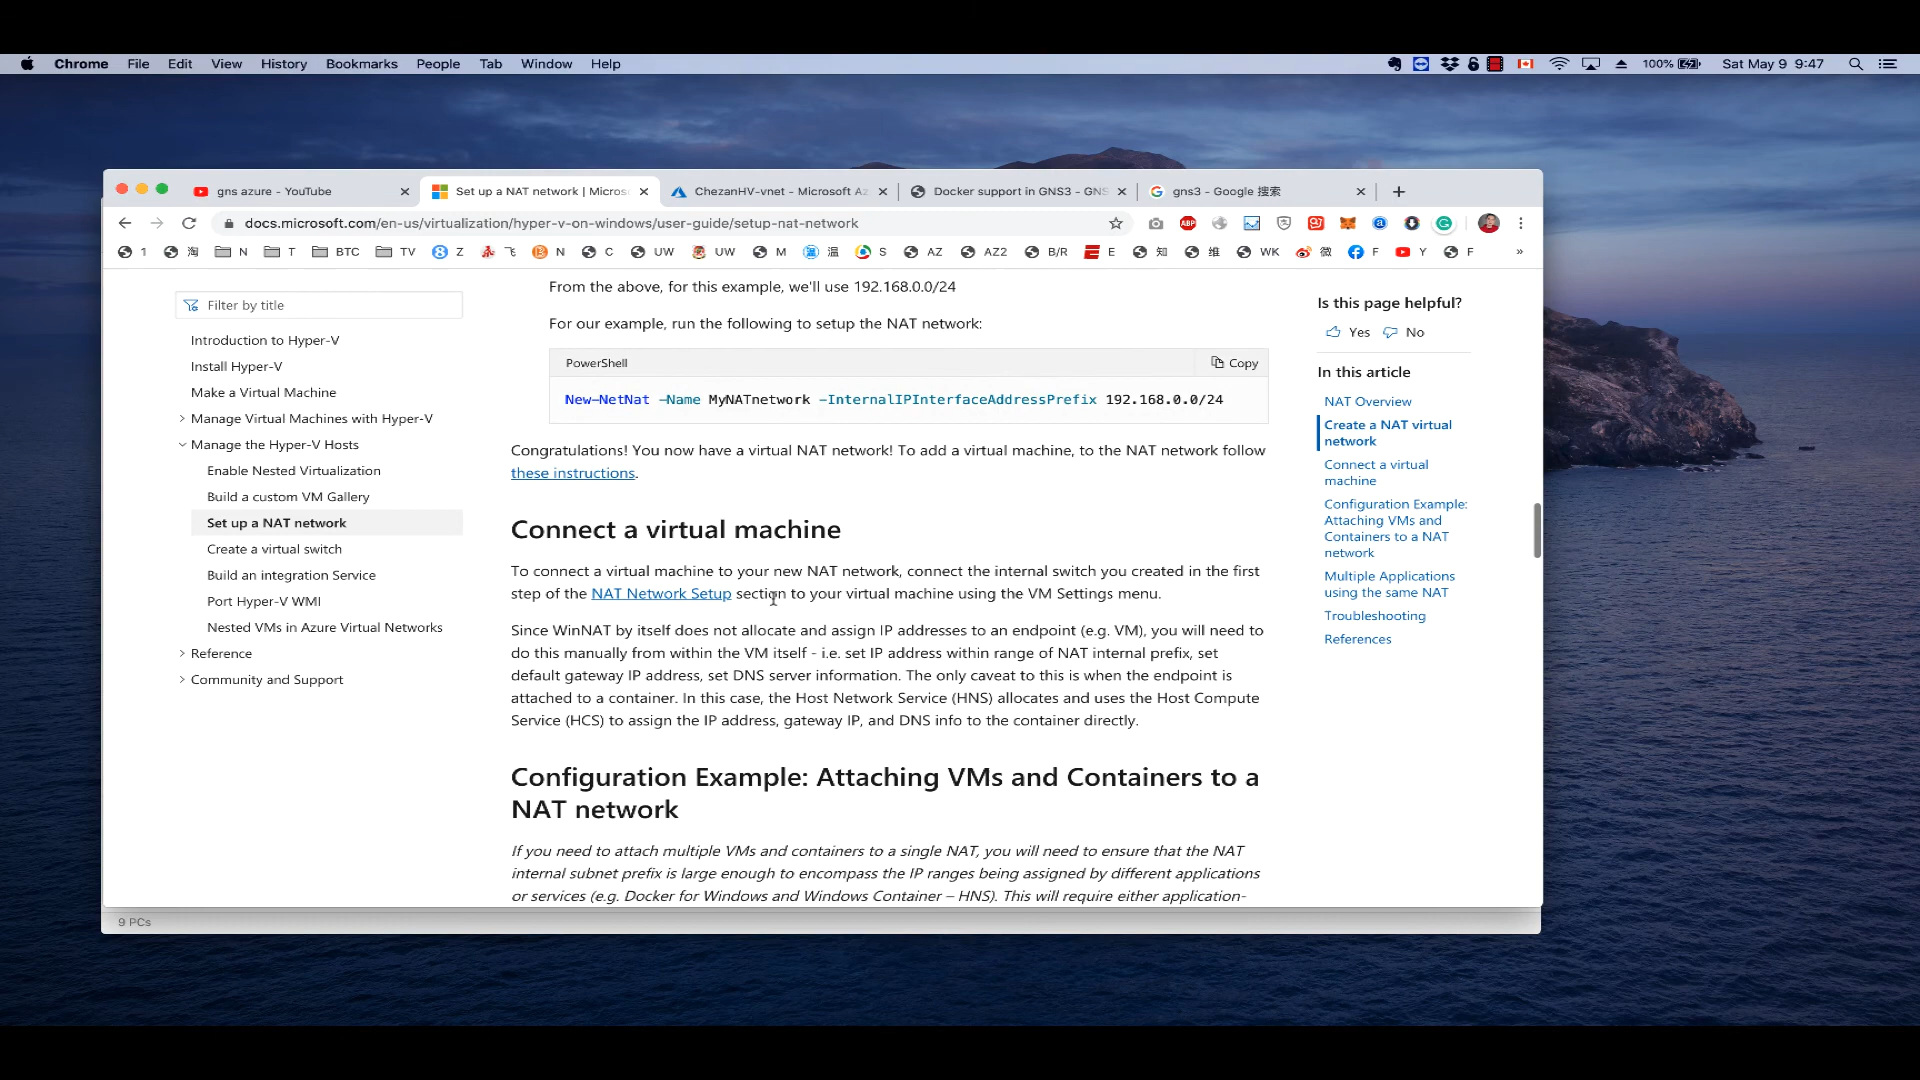 Chrome File Edit View History Bookmarks People Tab Window Help 100% Sat May 9 9:47
gns azure - YouTube
Set up a NAT network | Micros
ChezanHV-vnet - Microsoft Az
Docker support in GNS3 - GNS
gns3 - Google 搜索
docs.microsoft.com/en-us/virtualization/hyper-v-on-windows/user-guide/setup-nat-network
1 淘 N T BTC TV Z 飞 N C UW UW M 温 S AZ AZ2 B/R E 知 维 WK 微 F Y F »
Filter by title
Introduction to Hyper-V
Install Hyper-V
Make a Virtual Machine
Manage Virtual Machines with Hyper-V
Manage the Hyper-V Hosts
Enable Nested Virtualization
Build a custom VM Gallery
Set up a NAT network
Create a virtual switch
Build an integration Service
Port Hyper-V WMI
Nested VMs in Azure Virtual Networks
Reference
Community and Support
From the above, for this example, we'll use 192.168.0.0/24
For our example, run the following to setup the NAT network:
PowerShell Copy
New-NetNat -Name MyNATnetwork -InternalIPInterfaceAddressPrefix 192.168.0.0/24
Congratulations! You now have a virtual NAT network! To add a virtual machine, to the NAT network follow
these instructions.
Connect a virtual machine
To connect a virtual machine to your new NAT network, connect the internal switch you created in the first
step of the NAT Network Setup section to your virtual machine using the VM Settings menu.
Since WinNAT by itself does not allocate and assign IP addresses to an endpoint (e.g. VM), you will need to
do this manually from within the VM itself - i.e. set IP address within range of NAT internal prefix, set
default gateway IP address, set DNS server information. The only caveat to this is when the endpoint is
attached to a container. In this case, the Host Network Service (HNS) allocates and uses the Host Compute
Service (HCS) to assign the IP address, gateway IP, and DNS info to the container directly.
Configuration Example: Attaching VMs and Containers to a
NAT network
If you need to attach multiple VMs and containers to a single NAT, you will need to ensure that the NAT
internal subnet prefix is large enough to encompass the IP ranges being assigned by different applications
or services (e.g. Docker for Windows and Windows Container – HNS). This will require either application-
Is this page helpful?
Yes No
In this article
NAT Overview
Create a NAT virtual
network
Connect a virtual
machine
Configuration Example:
Attaching VMs and
Containers to a NAT
network
Multiple Applications
using the same NAT
Troubleshooting
References
9 PCs